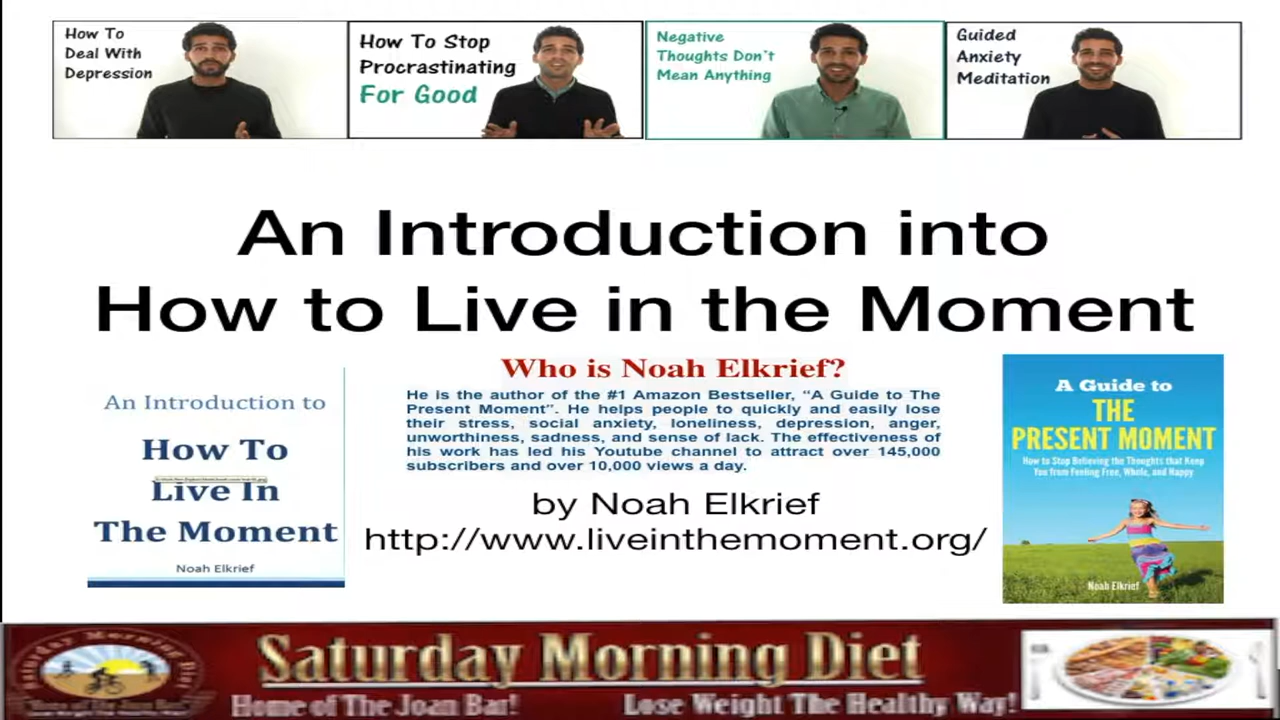 How To
Deal With
Depression
How To Stop
Procrastinating
For Good
Negative
Thoughts Don't
Mean Anything
Guided
Anxiety
Meditation
An Introduction into
How to Live in the Moment
An Introduction to
How To
Live In
The Moment
Noah Elkrief
Who is Noah Elkrief?
He is the author of the #1 Amazon Bestseller, “A Guide to The
Present Moment”. He helps people to quickly and easily lose
their stress, social anxiety, loneliness, depression, anger,
unworthiness, sadness, and sense of lack. The effectiveness of
his work has led his Youtube channel to attract over 145,000
subscribers and over 10,000 views a day.
by Noah Elkrief
http://www.liveinthemoment.org/
A Guide to
THE
PRESENT MOMENT
How to Stop Believing the Thoughts that Keep
You from Feeling Free, Whole, and Happy
Noah Elkrief
Saturday Morning Diet
Saturday Morning Diet
Home of The Joan Bar!
Lose Weight The Healthy Way!